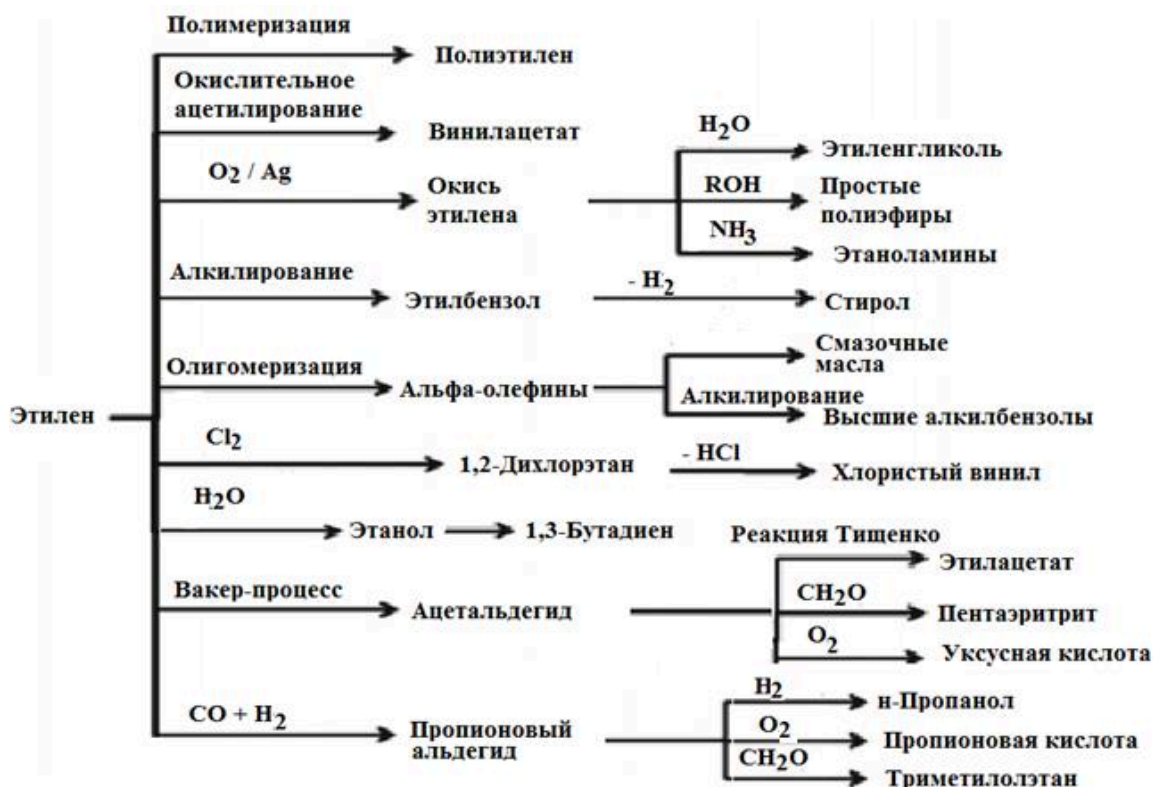 Полимеризация
Полиэтилен
Окислительное
ацетилирование
Винилацетат
H2O
Этиленгликоль
O2 / Ag
Окись
этилена
ROH
Простые
полиэфиры
NH3
Этаноламины
Алкилирование
Этилбензол
- H2
Стирол
Смазочные
масла
Олигомеризация
Альфа-олефины
Алкилирование
Высшие алкилбензолы
Этилен
Cl2
1,2-Дихлорэтан
- HCl
Хлористый винил
H2O
Этанол
1,3-Бутадиен
Реакция Тищенко
Этилацетат
Вакер-процесс
Ацетальдегид
CH2O
Пентаэритрит
O2
Уксусная кислота
H2
н-Пропанол
CO + H2
Пропионовый
альдегид
O2
Пропионовая кислота
CH2O
Триметилолэтан